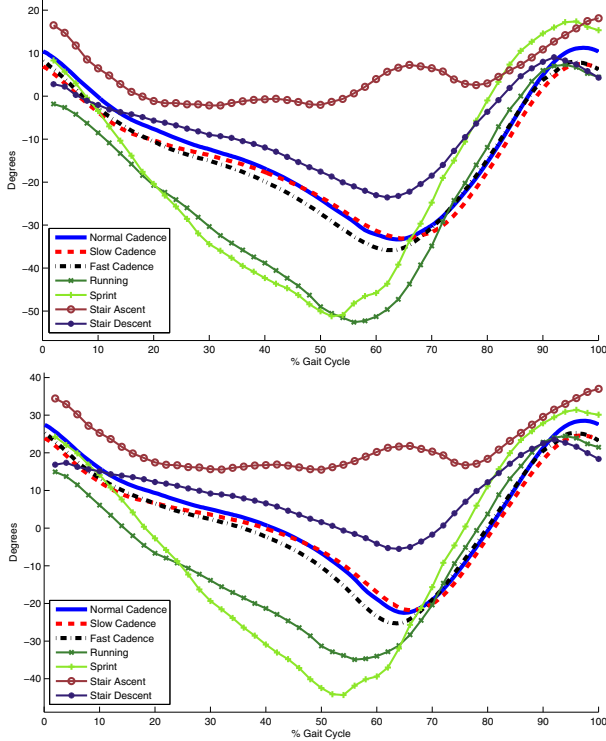 20
10
0
−10
−20
−30
−40
−50
Degrees
Normal Cadence
Slow Cadence
Fast Cadence
Running
Sprint
Stair Ascent
Stair Descent
0 10 20 30 40 50 60 70 80 90 100
% Gait Cycle
40
30
20
10
0
−10
−20
−30
−40
Degrees
Normal Cadence
Slow Cadence
Fast Cadence
Running
Sprint
Stair Ascent
Stair Descent
0 10 20 30 40 50 60 70 80 90 100
% Gait Cycle